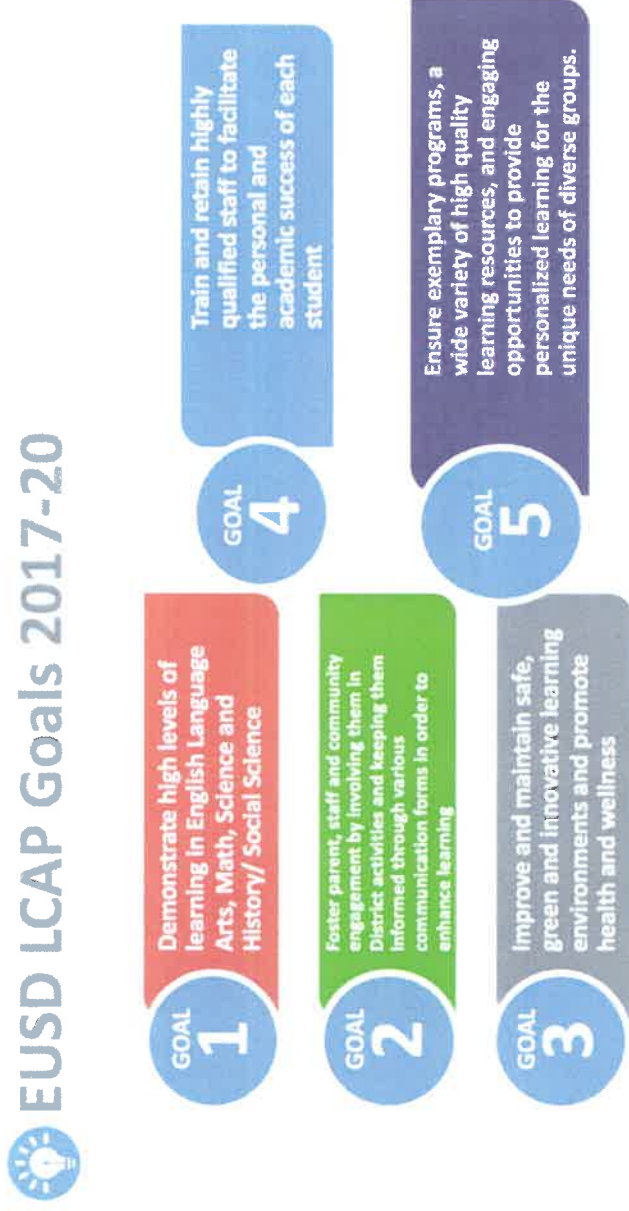 EUSD LCAP Goals 2017-20
GOAL
1
Demonstrate high levels of
learning in English Language
Arts, Math, Science and
History/ Social Science
GOAL
2
Foster parent, staff and community
engagement by involving them in
District activities and keeping them
informed through various
communication forms in order to
enhance learning
GOAL
3
Improve and maintain safe,
green and innovative learning
environments and promote
health and wellness
GOAL
4
Train and retain highly
qualified staff to facilitate
the personal and
academic success of each
student
GOAL
5
Ensure exemplary programs, a
wide variety of high quality
learning resources, and engaging
opportunities to provide
personalized learning for the
unique needs of diverse groups.